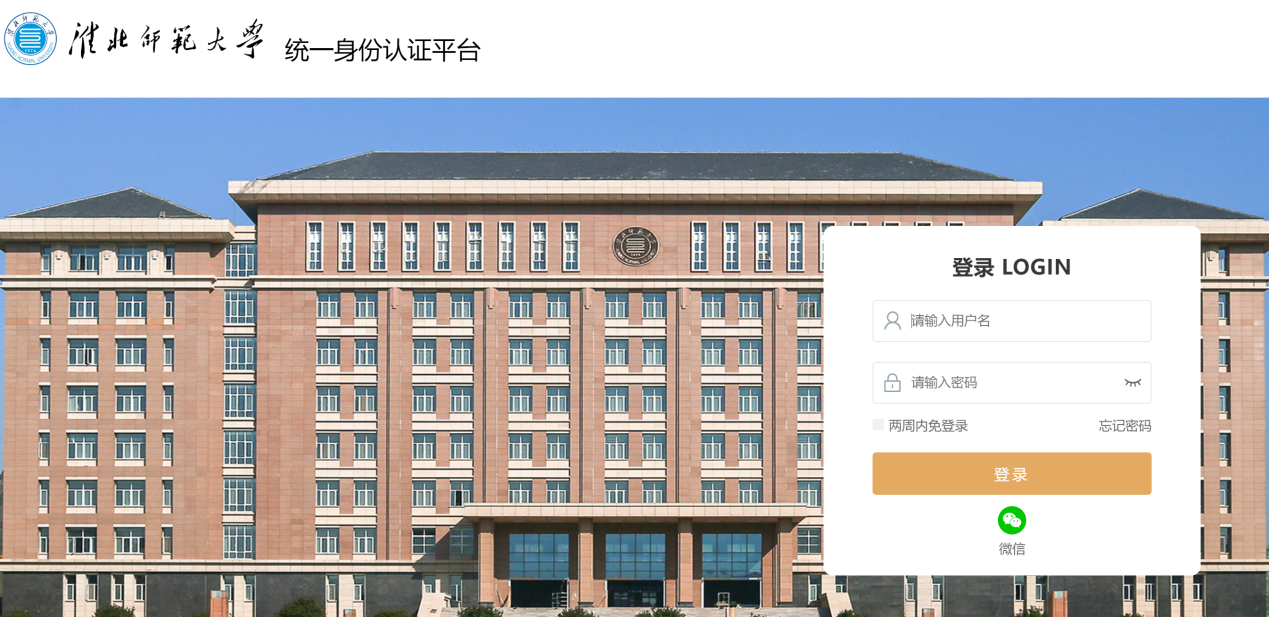 淮北师范大学
统一身份认证平台
登录 LOGIN
请输入用户名
请输入密码
两周内免登录 忘记密码
登录
微信